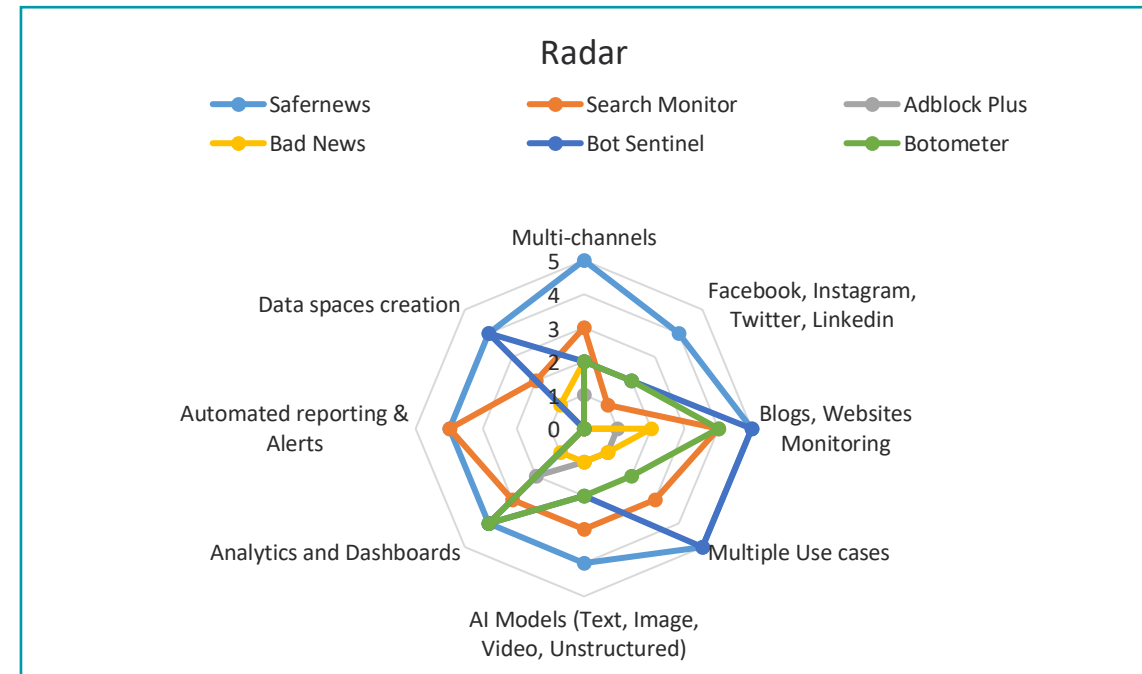 Radar
Safernews
Search Monitor
Adblock Plus
Bad News
Bot Sentinel
Botometer
Multi-channels
Facebook, Instagram,
Twitter, Linkedin
Blogs, Websites
Monitoring
Multiple Use cases
AI Models (Text, Image,
Video, Unstructured)
Analytics and Dashboards
Automated reporting &
Alerts
Data spaces creation
5
4
3
2
1
0